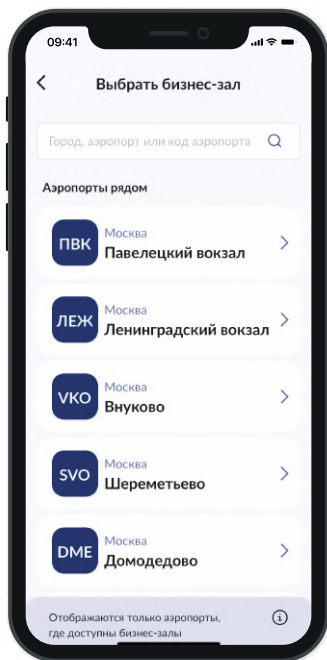 09:41
Выбрать бизнес-зал
Город, аэропорт или код аэропорта
Аэропорты рядом
ПВК
Москва
Павелецкий вокзал
ЛЕЖ
Москва
Ленинградский вокзал
VKO
Москва
Внуково
SVO
Москва
Шереметьево
DME
Москва
Домодедово
Отображаются только аэропорты,
где доступны бизнес-залы